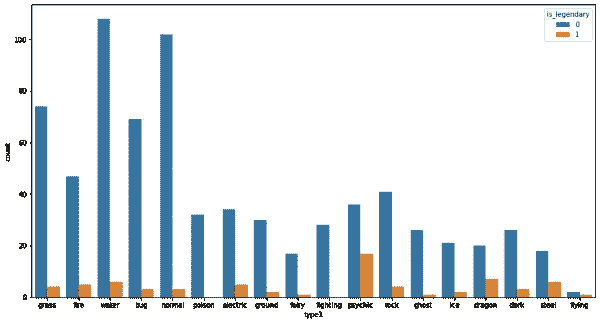 is_legendary
0
1
100
80
60
40
20
0
count
grass fire water bug normal poison electric ground fairy fighting psychic rock ghost ice dragon dark steel flying
type1